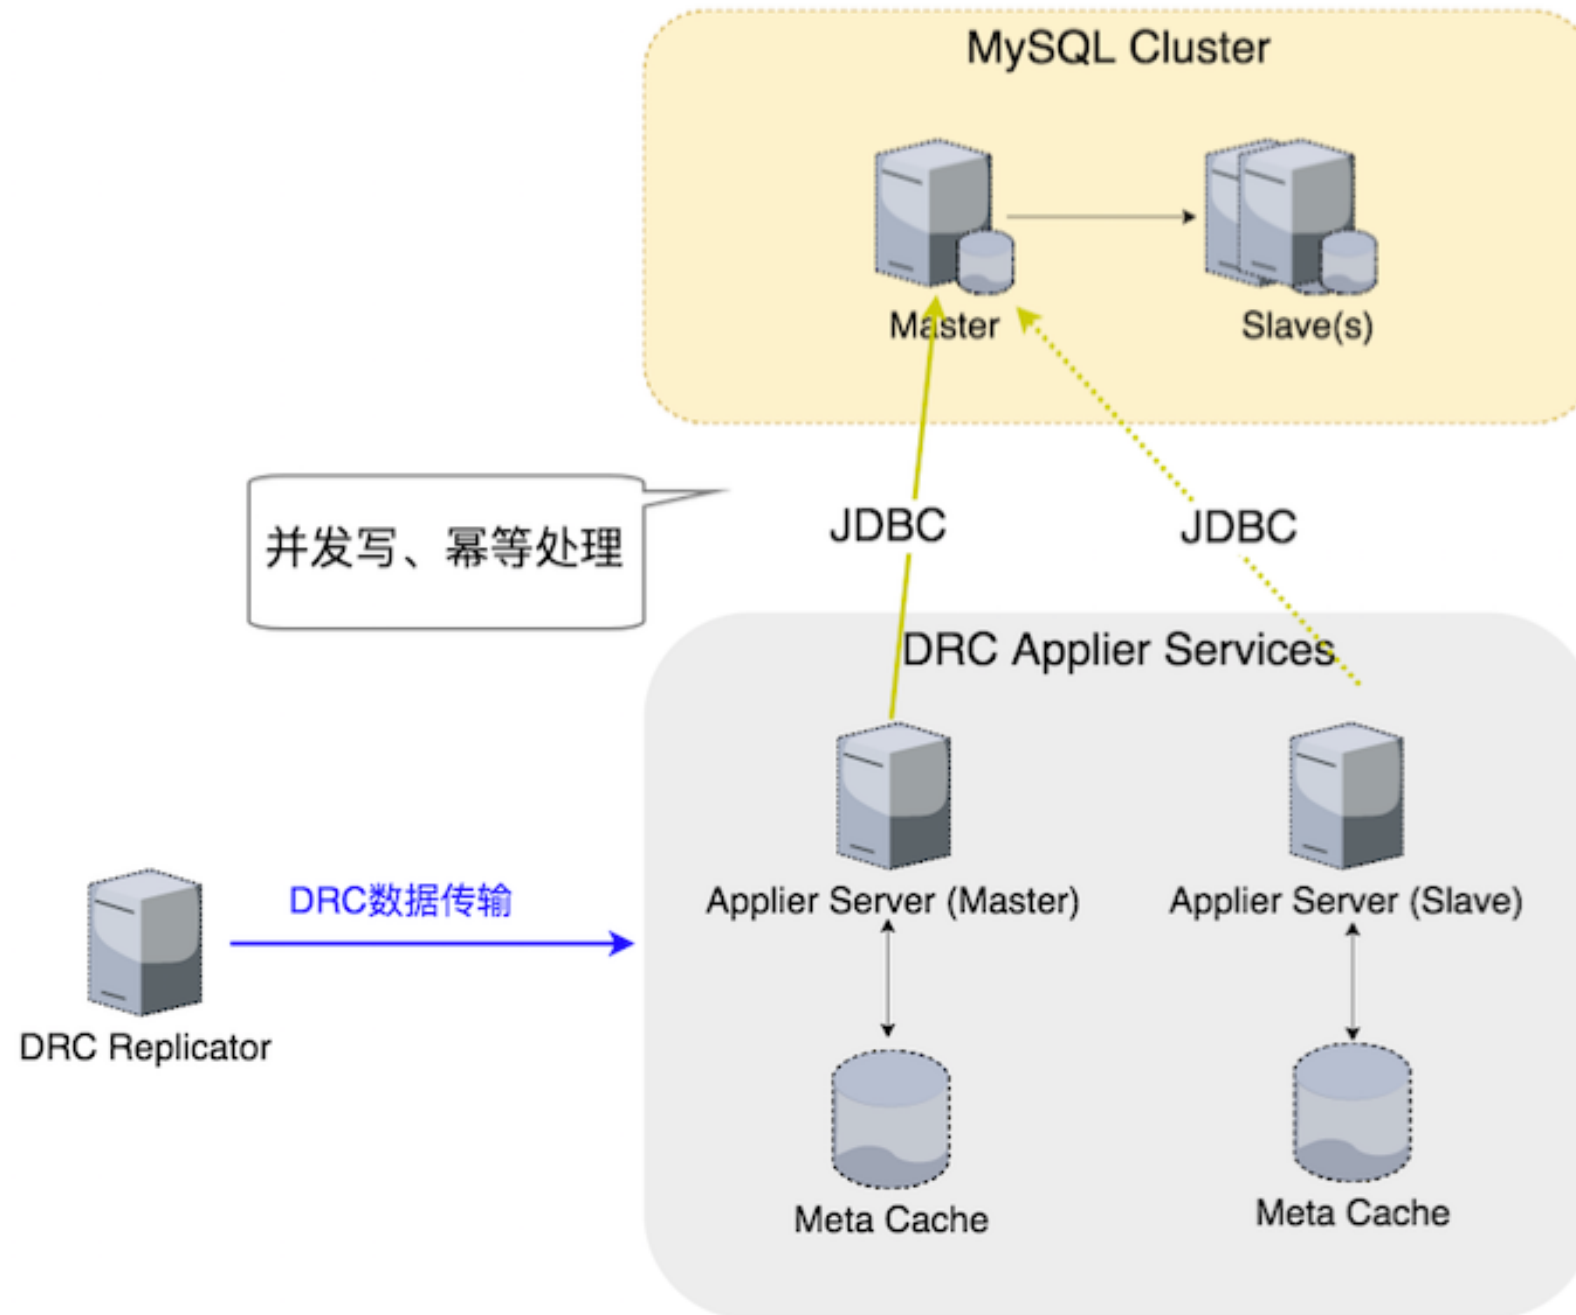 MySQL Cluster
Master
Slave(s)
并发写、幂等处理
JDBC
JDBC
DRC Applier Services
Applier Server (Master)
Applier Server (Slave)
DRC数据传输
DRC Replicator
Meta Cache
Meta Cache